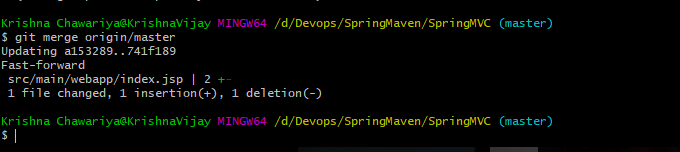 Krishna Chawariya@KrishnaVijay MINGW64 /d/Devops/SpringMaven/SpringMVC (master)
$ git merge origin/master
Updating a153289..741f189
Fast-forward
 src/main/webapp/index.jsp | 2 +-
 1 file changed, 1 insertion(+), 1 deletion(-)
Krishna Chawariya@KrishnaVijay MINGW64 /d/Devops/SpringMaven/SpringMVC (master)
$